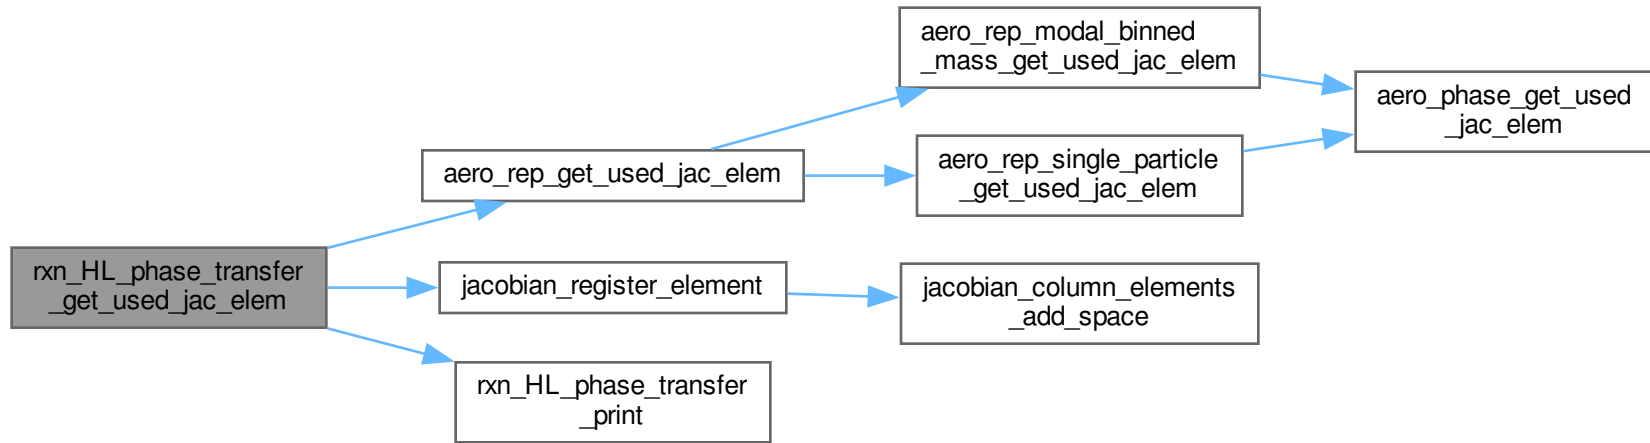 rxn_HL_phase_transfer
_get_used_jac_elem
aero_rep_get_used_jac_elem
aero_rep_modal_binned
_mass_get_used_jac_elem
aero_rep_single_particle
_get_used_jac_elem
aero_phase_get_used
_jac_elem
jacobian_register_element
jacobian_column_elements
_add_space
rxn_HL_phase_transfer
_print